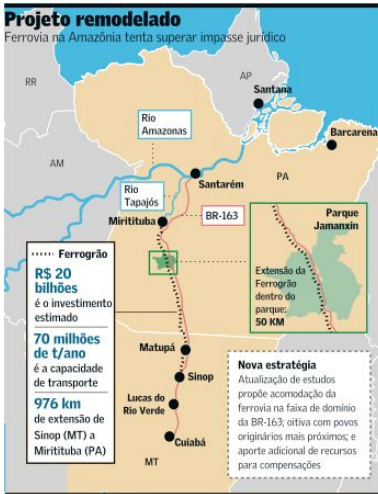 Projeto remodelado
Ferrovia na Amazônia tenta superar impasse jurídico
RR
AP
Santana
Rio
Amazonas
Barcarena
AM
Santarém
PA
Rio
Tapajós
Miritituba
BR-163
Parque
Jamanxin
Extensão da
Ferrogrão
dentro do
parque:
50 KM
Ferrogrão
R$ 20
bilhões
é o investimento
estimado
70 milhões
de t/ano
é a capacidade
de transporte
976 km
de extensão de
Sinop (MT) a
Miritituba (PA)
Matupá
Sinop
Lucas do
Rio Verde
Cuiabá
MT
Nova estratégia
Atualização de estudos
propõe acomodação da
ferrovia na faixa de domínio
da BR-163; oitiva com povos
originários mais próximos; e
aporte adicional de recursos
para compensações